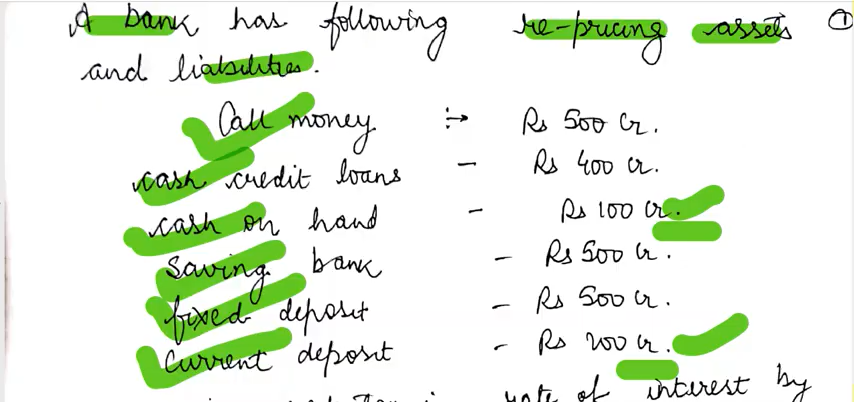 A bank has following re-pricing assets ①
and liabilities.
Call money :→ Rs 500 Cr.
cash credit loans - Rs 400 Cr.
cash on hand - Rs 100 Cr.
Saving bank - Rs 500 Cr.
fixed deposit - Rs 500 Cr.
Current deposit - Rs 200 Cr.
in rate of interest by